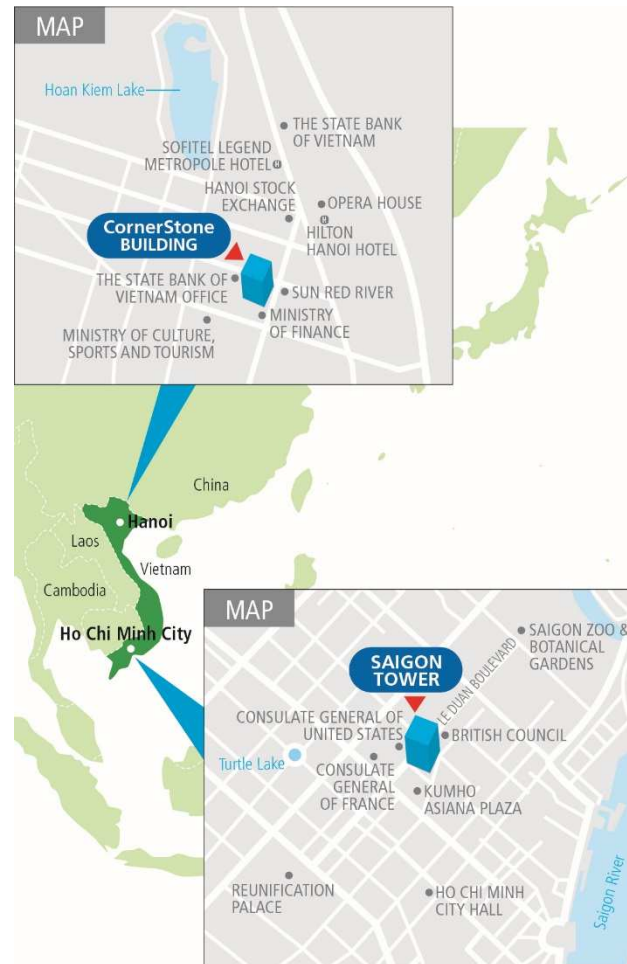 MAP
Hoan Kiem Lake
THE STATE BANK
OF VIETNAM
SOFITEL LEGEND
METROPOLE HOTEL
H
HANOI STOCK
EXCHANGE
OPERA HOUSE
H
HILTON
HANOI HOTEL
CornerStone
BUILDING
THE STATE BANK OF
VIETNAM OFFICE
SUN RED RIVER
MINISTRY
OF FINANCE
MINISTRY OF CULTURE,
SPORTS AND TOURISM
China
Hanoi
Laos
Vietnam
Cambodia
Ho Chi Minh City
MAP
SAIGON ZOO &
BOTANICAL
GARDENS
SAIGON
TOWER
LE DUAN BOULEVARD
CONSULATE GENERAL OF
UNITED STATES
BRITISH COUNCIL
Turtle Lake
CONSULATE
GENERAL
OF FRANCE
KUMHO
ASIANA PLAZA
REUNIFICATION
PALACE
HO CHI MINH
CITY HALL
Saigon River